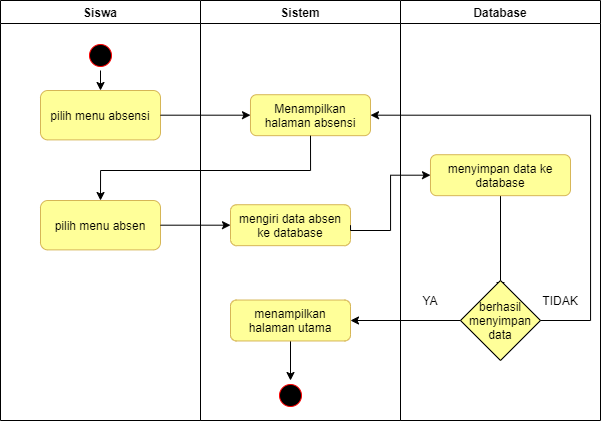 Siswa
Sistem
Database
pilih menu absensi
Menampilkan
halaman absensi
menyimpan data ke
database
pilih menu absen
mengiri data absen
ke database
menampilkan
halaman utama
YA
berhasil
menyimpan
data
TIDAK